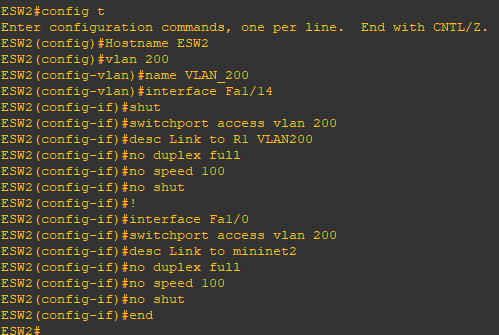 ESW2#config t
Enter configuration commands, one per line.  End with CNTL/Z.
ESW2(config)#Hostname ESW2
ESW2(config)#vlan 200
ESW2(config-vlan)#name VLAN_200
ESW2(config-vlan)#interface Fa1/14
ESW2(config-if)#shut
ESW2(config-if)#switchport access vlan 200
ESW2(config-if)#desc Link to R1 VLAN200
ESW2(config-if)#no duplex full
ESW2(config-if)#no speed 100
ESW2(config-if)#no shut
ESW2(config-if)#!
ESW2(config-if)#interface Fa1/0
ESW2(config-if)#switchport access vlan 200
ESW2(config-if)#desc Link to mininet2
ESW2(config-if)#no duplex full
ESW2(config-if)#no speed 100
ESW2(config-if)#no shut
ESW2(config-if)#end
ESW2#